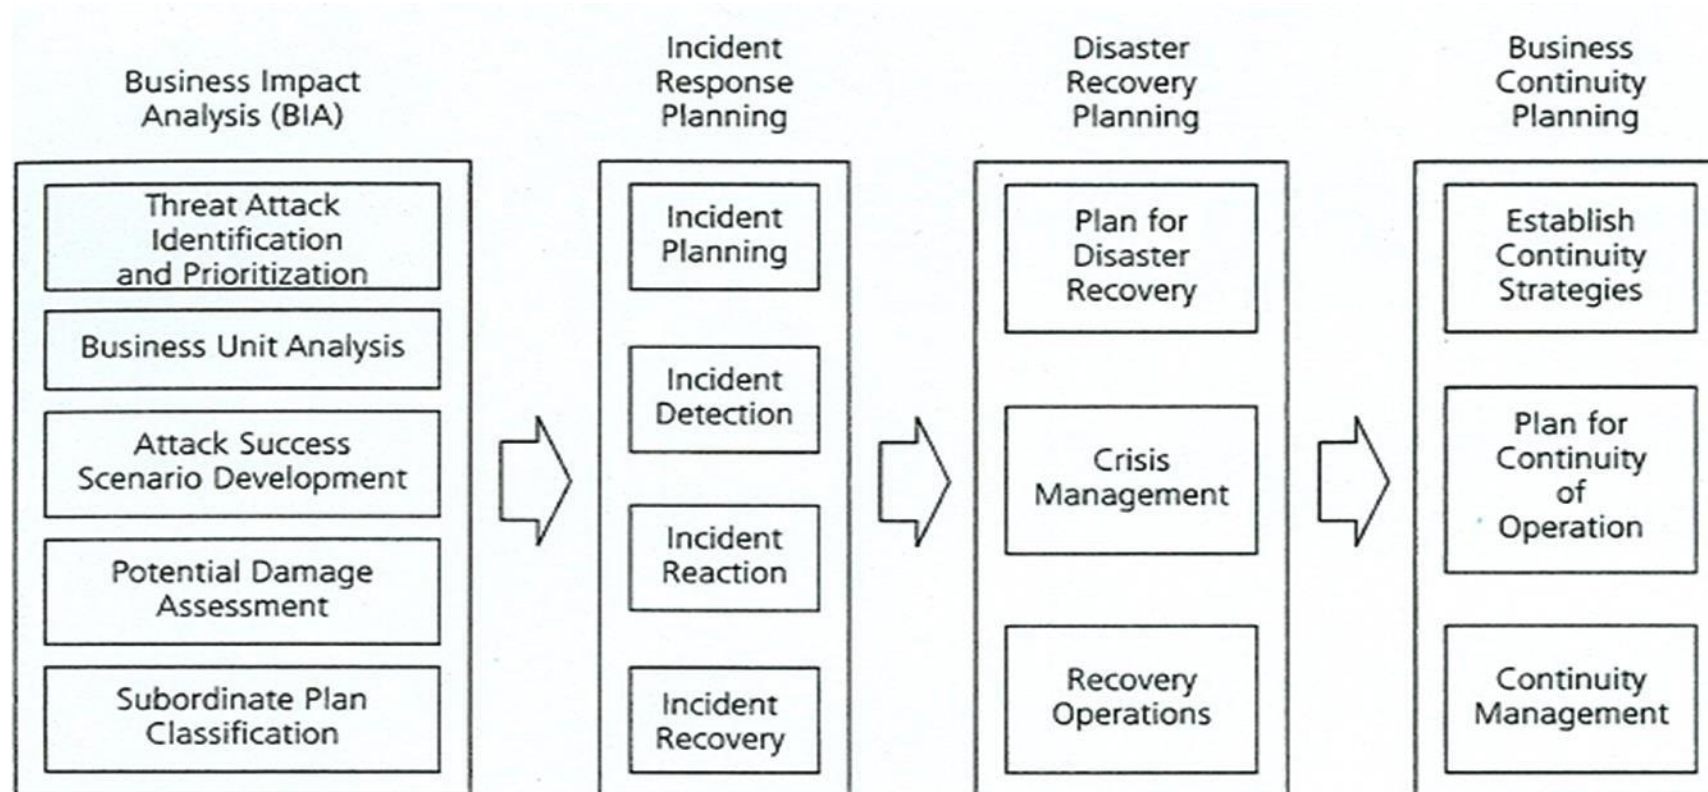 Business Impact
Analysis (BIA)
Threat Attack
Identification
and Prioritization
Business Unit Analysis
Attack Success
Scenario Development
Potential Damage
Assessment
Subordinate Plan
Classification
Incident
Response
Planning
Incident
Planning
Incident
Detection
Incident
Reaction
Incident
Recovery
Disaster
Recovery
Planning
Plan for
Disaster
Recovery
Crisis
Management
Recovery
Operations
Business
Continuity
Planning
Establish
Continuity
Strategies
Plan for
Continuity
of
Operation
Continuity
Management